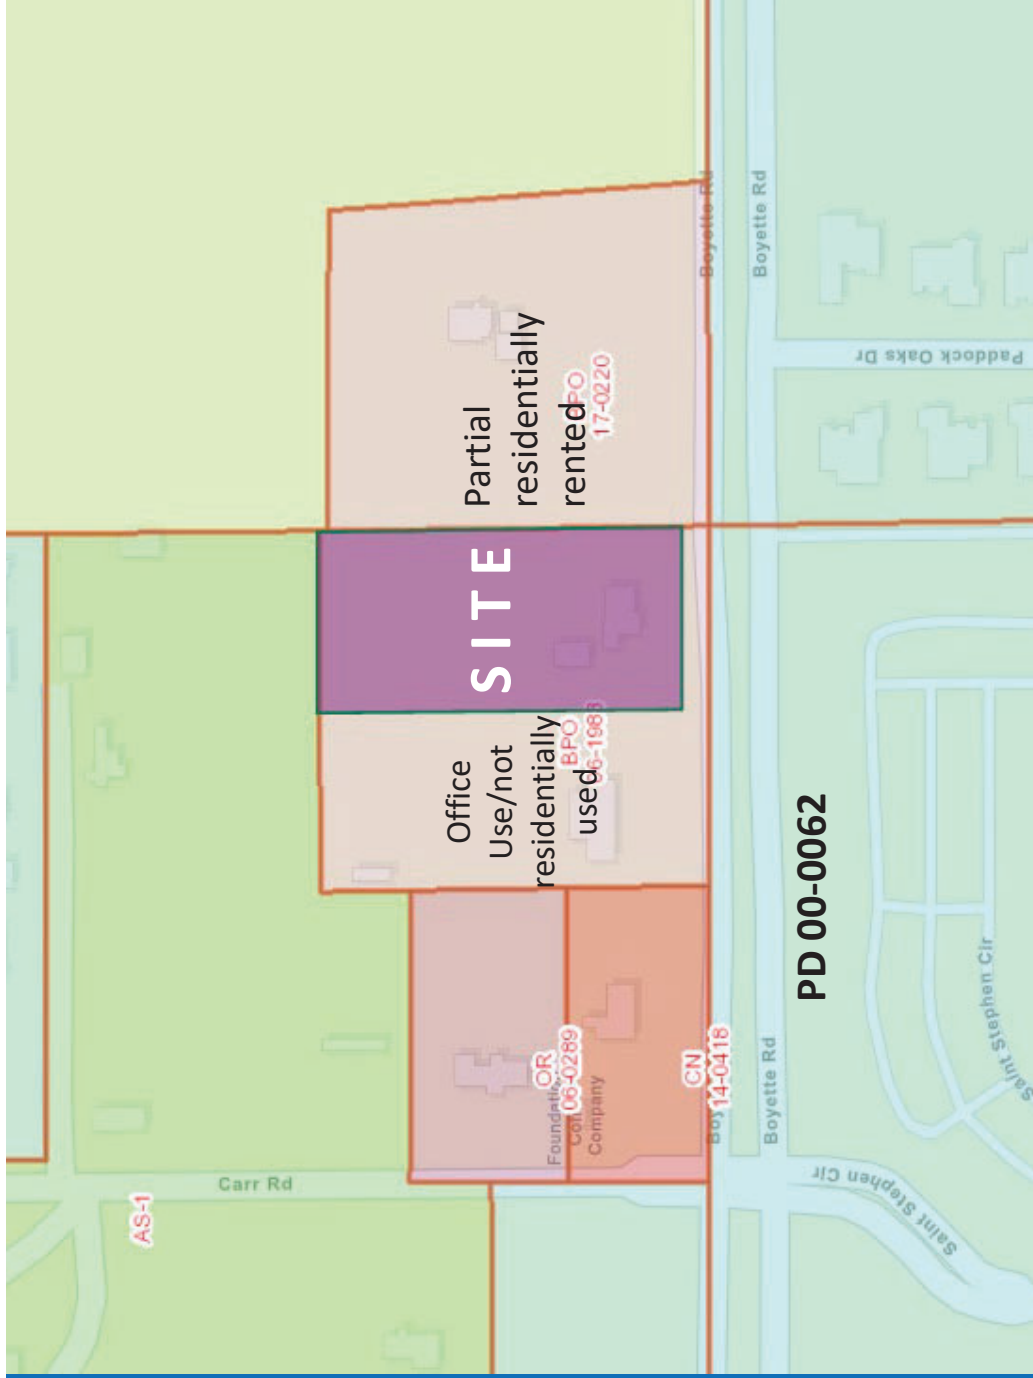 AS-1
Carr Rd
Office
Use/not
residentially
used
BPO
06-1983
S I T E
Partial
residentially
rented
BPO
17-0220
OR
06-0289
Company
CN
14-0418
Boyette Rd
Boyette Rd
Boyette Rd
PD 00-0062
Saint Stephen Cir
Saint Stephen Cir
Paddock Oaks Dr